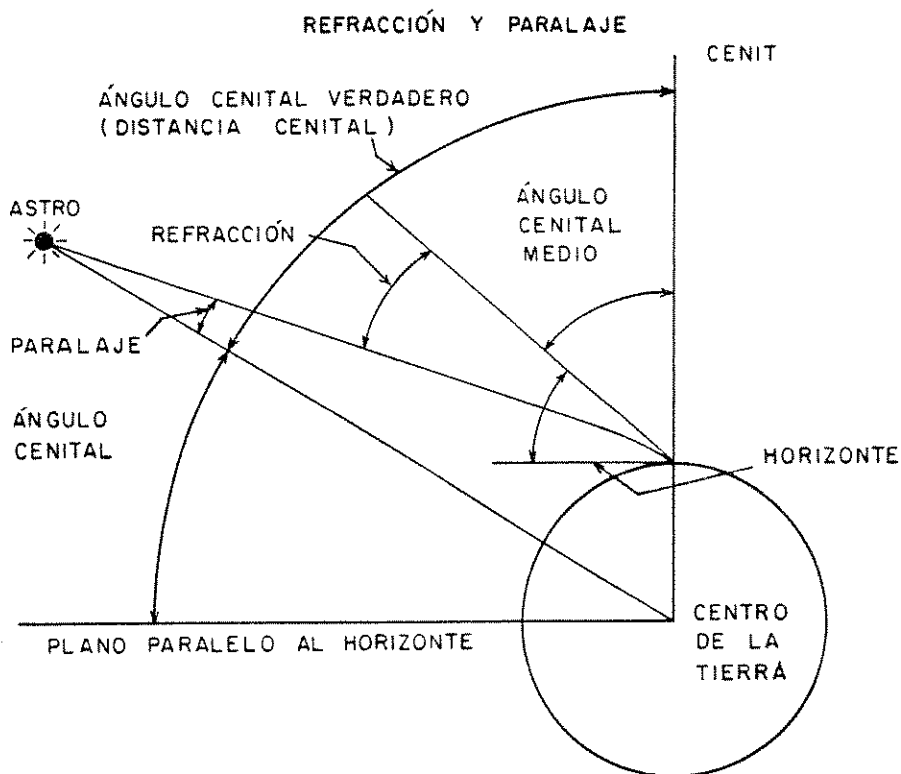 REFRACCIÓN Y PARALAJE
CENIT
ÁNGULO CENITAL VERDADERO
(DISTANCIA CENITAL)
ASTRO
REFRACCIÓN
ÁNGULO
CENITAL
MEDIO
PARALAJE
ÁNGULO
CENITAL
HORIZONTE
PLANO PARALELO AL HORIZONTE
CENTRO
DE LA
TIERRA